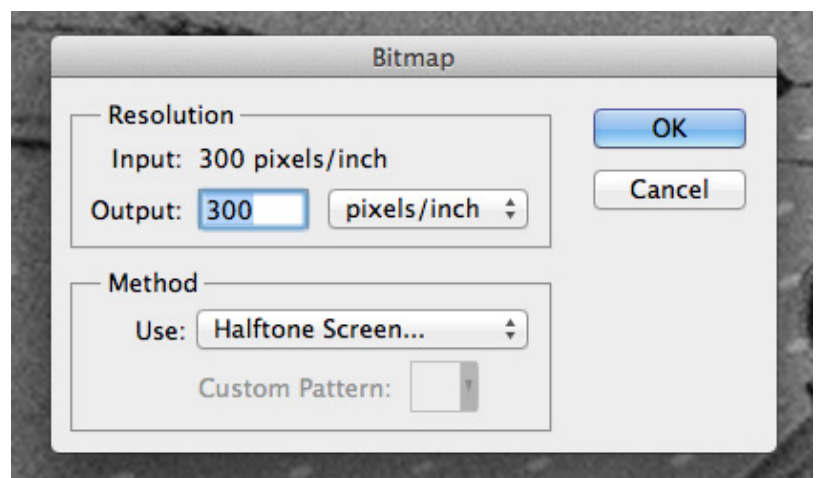 Bitmap
Resolution
Input: 300 pixels/inch
Output: 300 pixels/inch
OK
Cancel
Method
Use: Halftone Screen...
Custom Pattern: